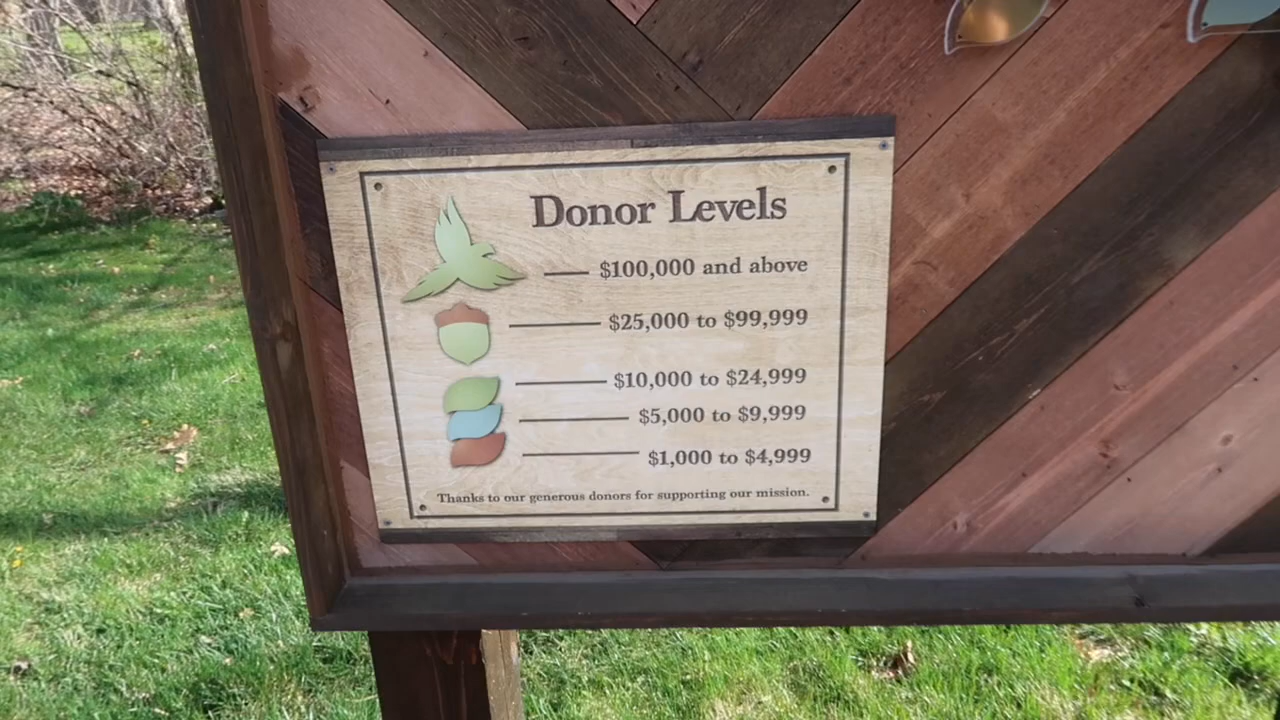 Donor Levels
$100,000 and above
$25,000 to $99,999
$10,000 to $24,999
$5,000 to $9,999
$1,000 to $4,999
Thanks to our generous donors for supporting our mission.